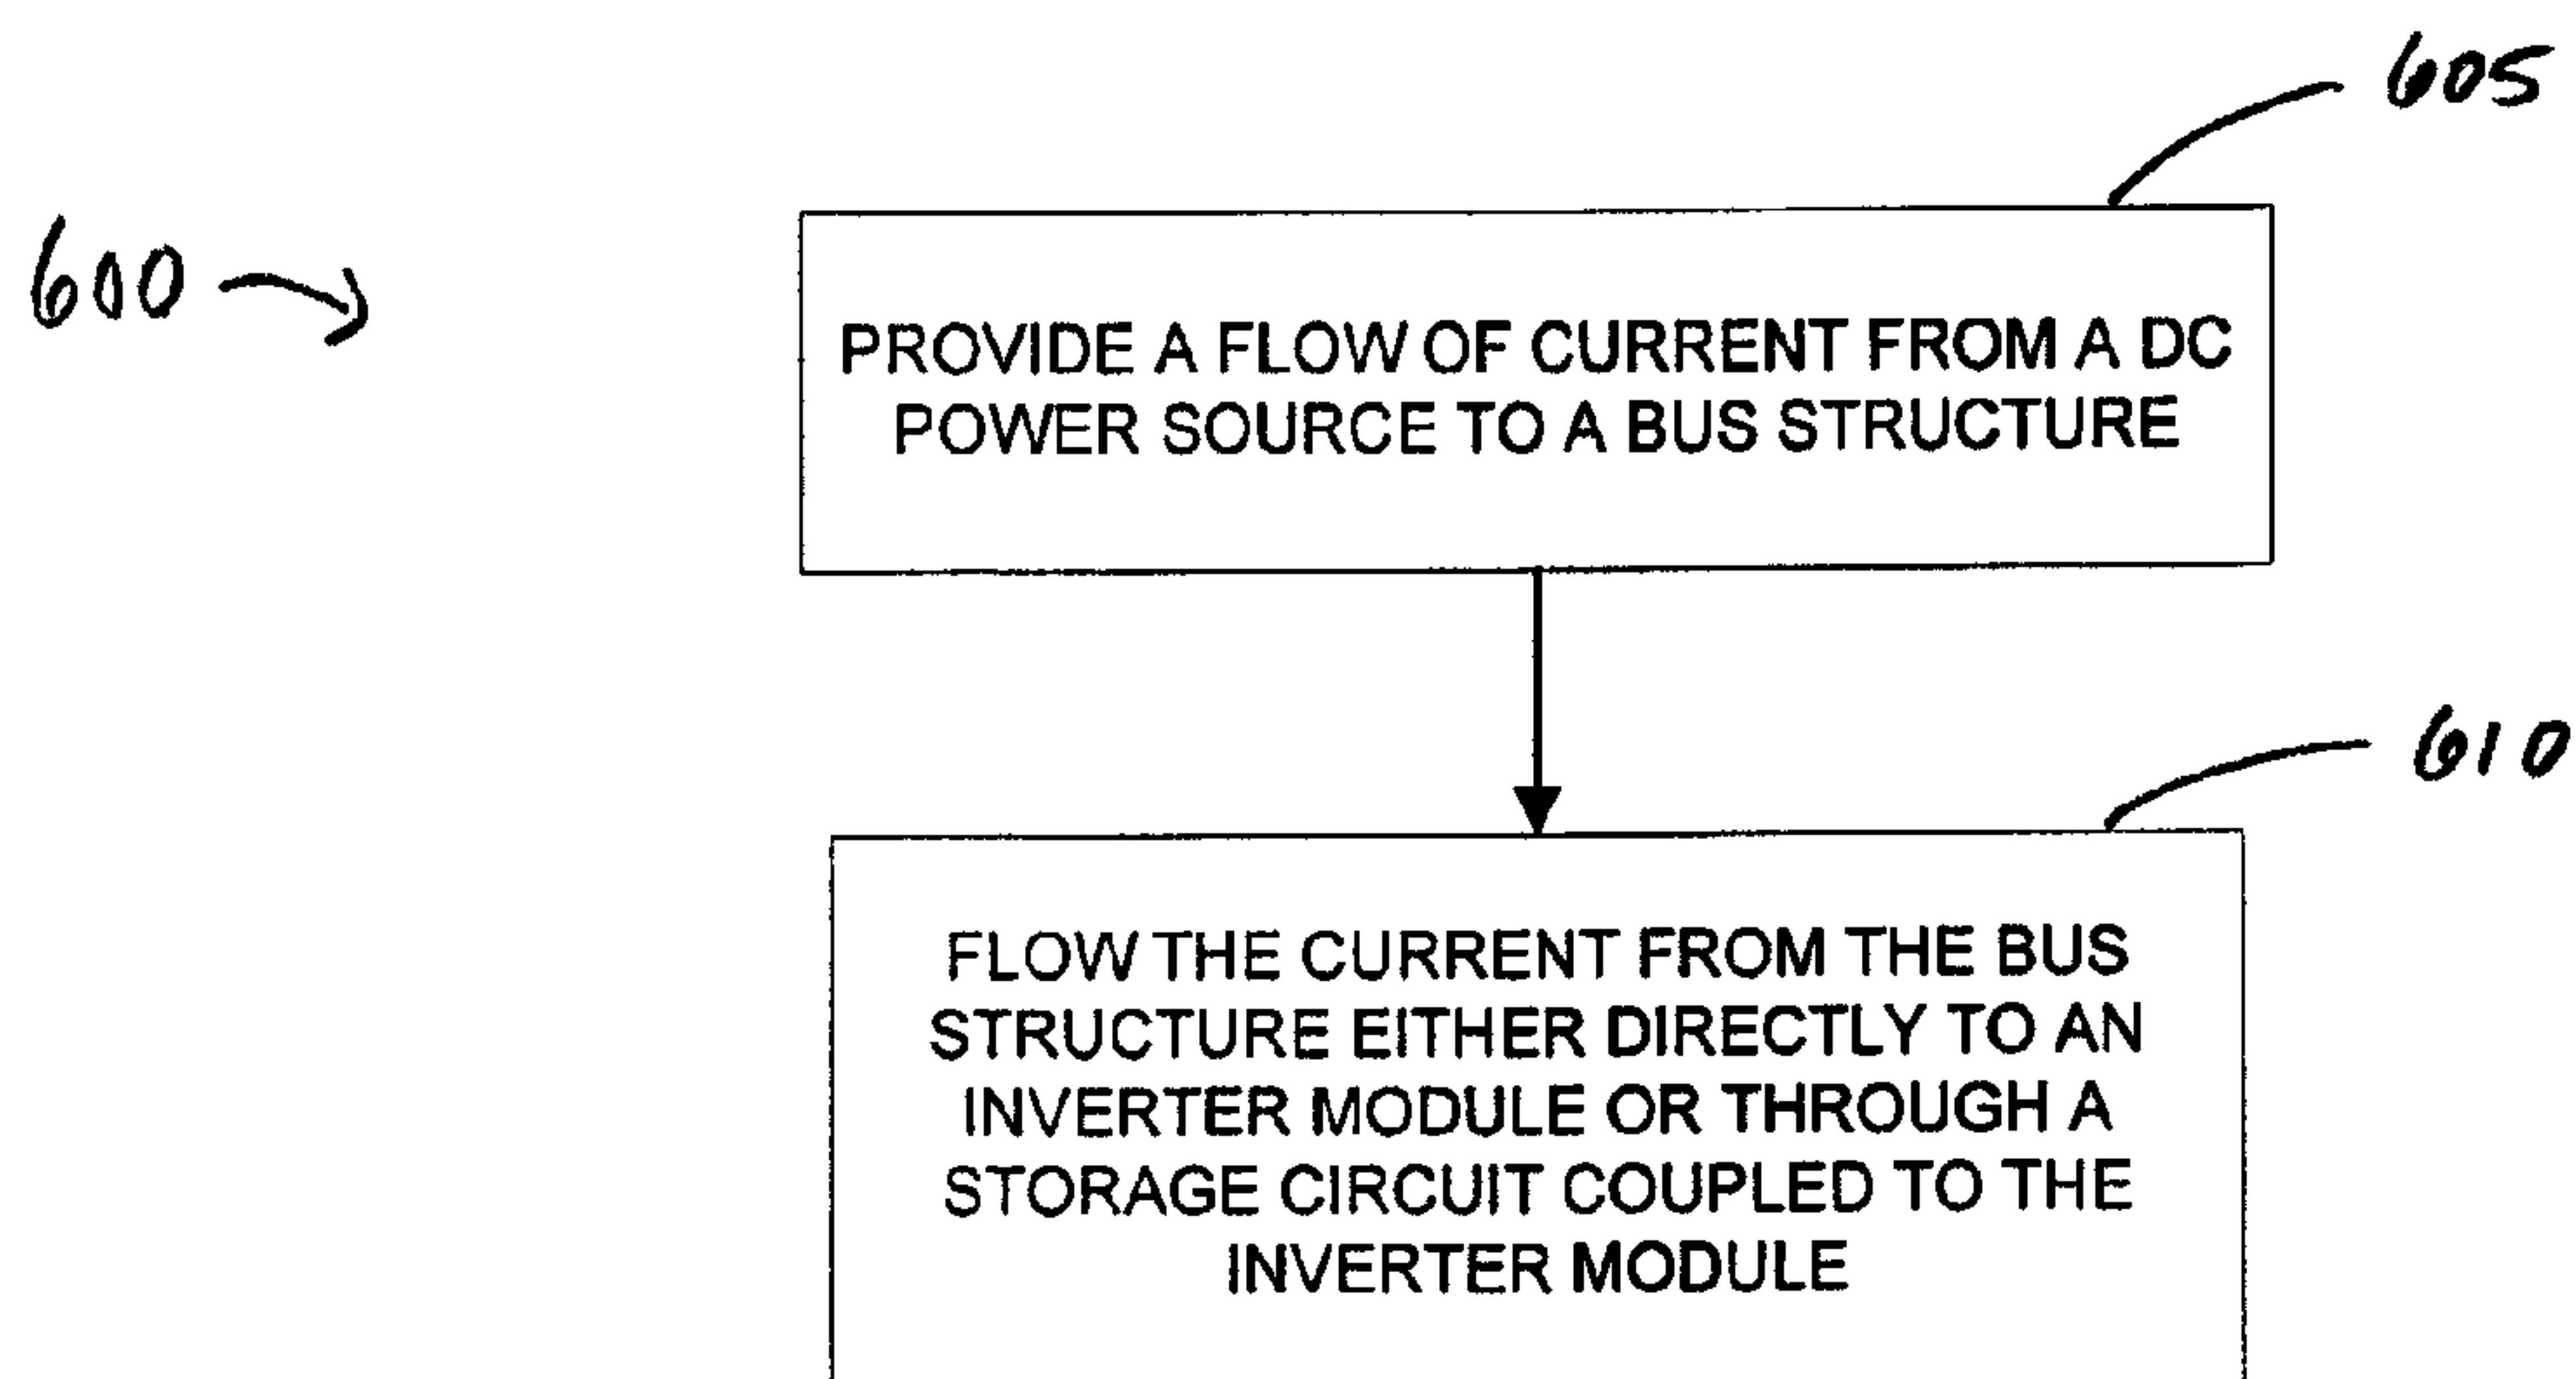 605
600
PROVIDE A FLOW OF CURRENT FROM A DC
POWER SOURCE TO A BUS STRUCTURE
610
FLOW THE CURRENT FROM THE BUS
STRUCTURE EITHER DIRECTLY TO AN
INVERTER MODULE OR THROUGH A
STORAGE CIRCUIT COUPLED TO THE
INVERTER MODULE